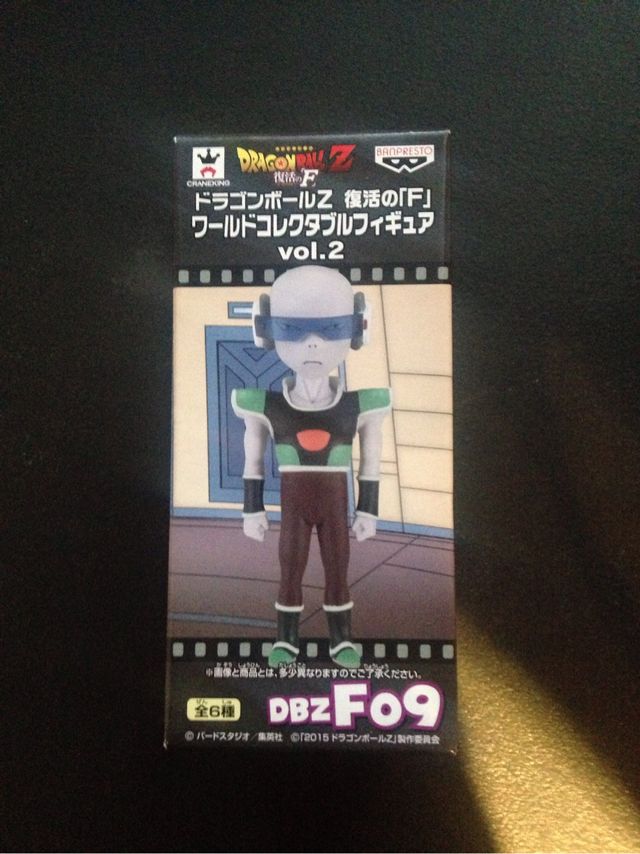 CRANEKING
DRAGONBALL Z
復活のF
BANPRESTO
ドラゴンボールZ 復活の「F」
ワールドコレクタブルフィギュア
vol.2
※画像と商品とは、多少異なりますのでご了承ください。
全6種
DBZF09
© バードスタジオ/集英社 ©「2015 ドラゴンボールZ」製作委員会